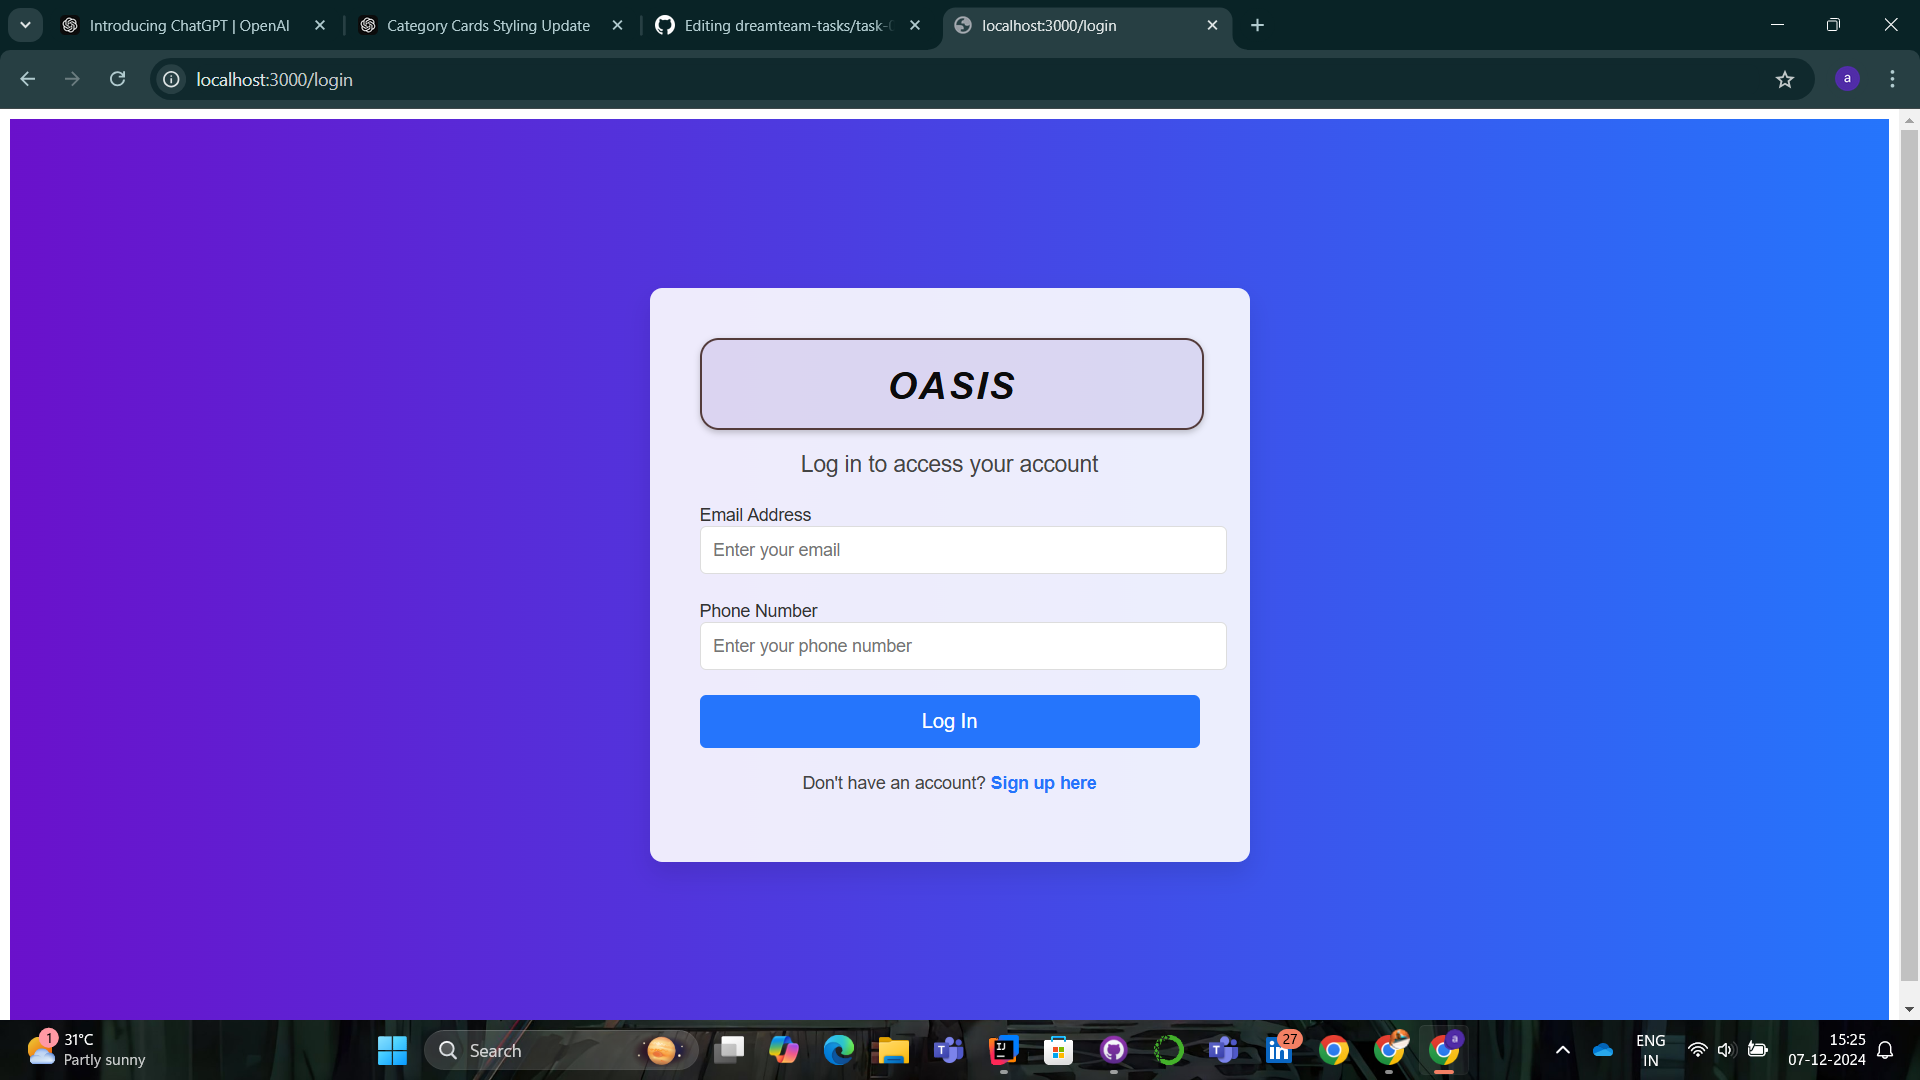 Introducing ChatGPT | OpenAI
Category Cards Styling Update
Editing dreamteam-tasks/task-
localhost:3000/login
localhost:3000/login
a
OASIS
Log in to access your account
Email Address
Enter your email
Phone Number
Enter your phone number
Log In
Don't have an account? Sign up here
1
31°C
Partly sunny
Search
27
a
ENG
IN
15:25
07-12-2024